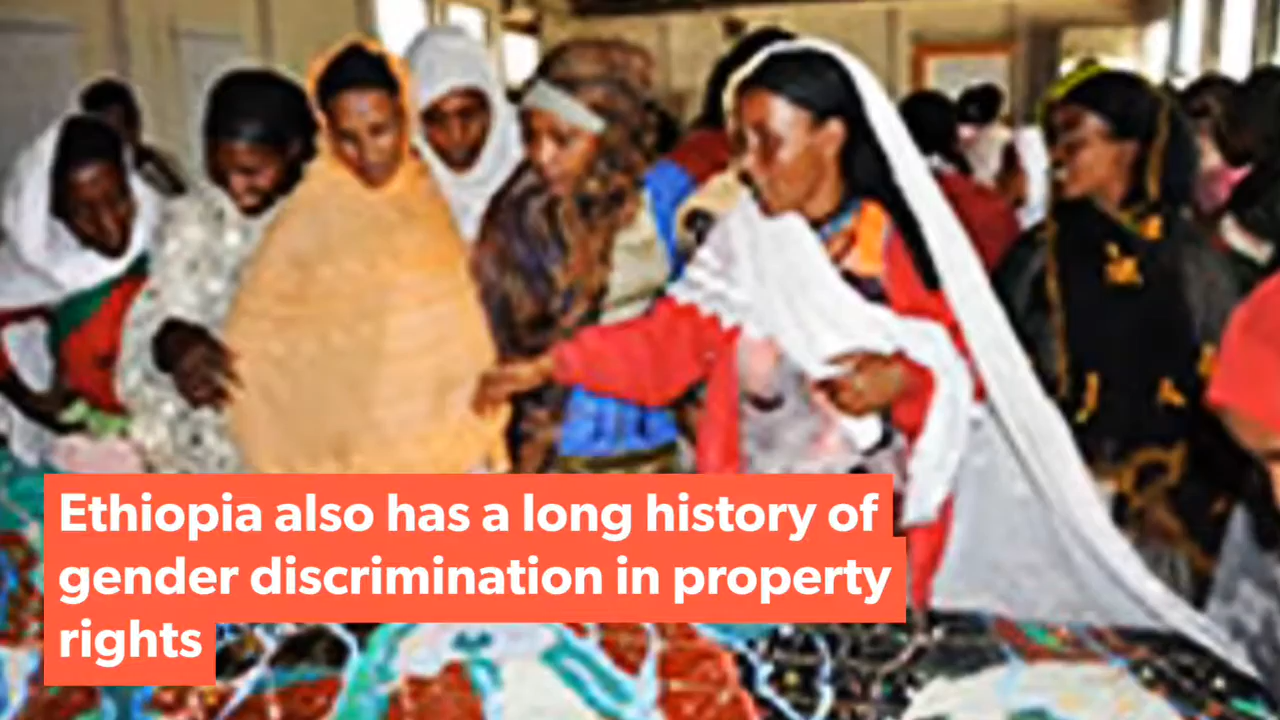 Ethiopia also has a long history of
gender discrimination in property
rights